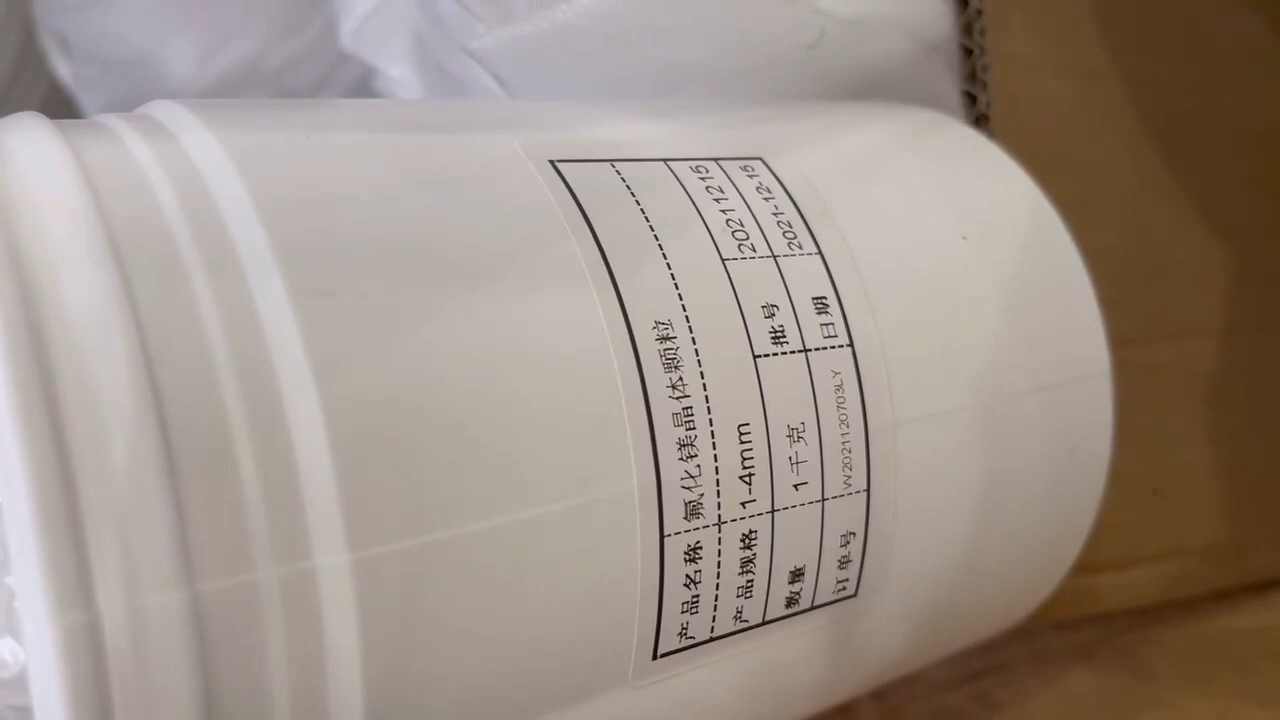 产品名称 氟化镁晶体颗粒
产品规格 1-4mm 批号 20211215
数量 1千克 日期 2021-12-15
订单号 W2021120703LY